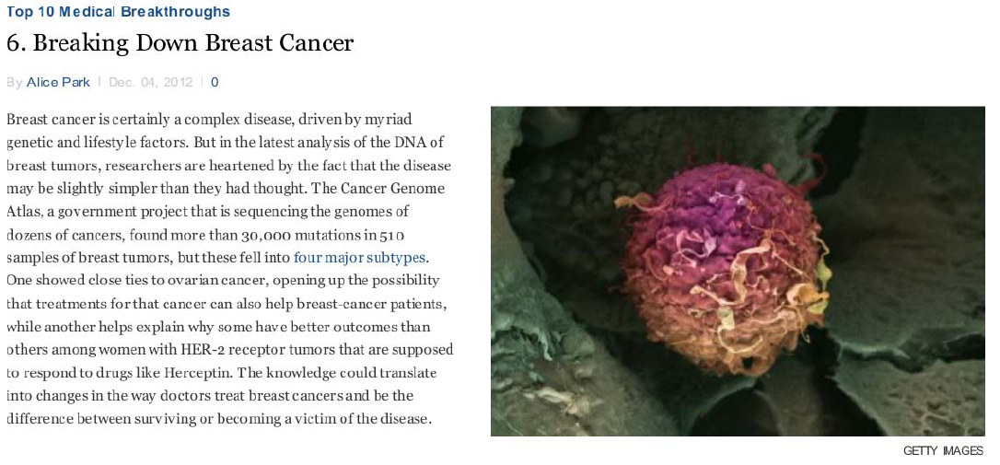 Top 10 Medical Breakthroughs
6. Breaking Down Breast Cancer
By Alice Park | Dec. 04, 2012 | 0
Breast cancer is certainly a complex disease, driven by myriad
genetic and lifestyle factors. But in the latest analysis of the DNA of
breast tumors, researchers are heartened by the fact that the disease
may be slightly simpler than they had thought. The Cancer Genome
Atlas, a government project that is sequencing the genomes of
dozens of cancers, found more than 30,000 mutations in 510
samples of breast tumors, but these fell into four major subtypes.
One showed close ties to ovarian cancer, opening up the possibility
that treatments for that cancer can also help breast-cancer patients,
while another helps explain why some have better outcomes than
others among women with HER-2 receptor tumors that are supposed
to respond to drugs like Herceptin. The knowledge could translate
into changes in the way doctors treat breast cancers and be the
difference between surviving or becoming a victim of the disease.
GETTY IMAGES